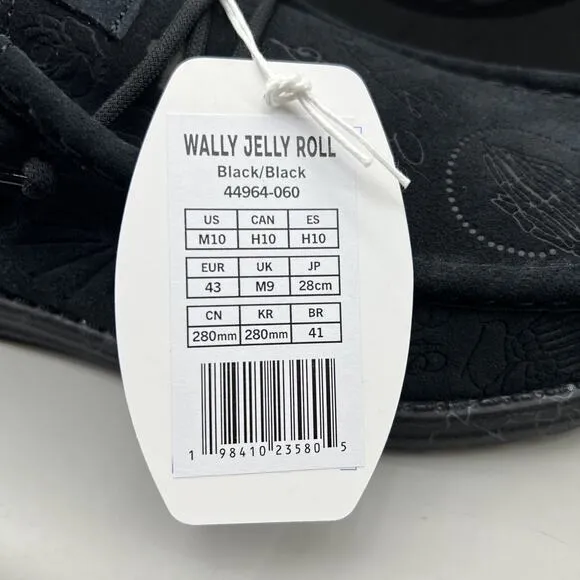 WALLY JELLY ROLL
Black/Black
44964-060
US CAN ES
M10 H10 H10
EUR UK JP
43 M9 28cm
CN KR BR
280mm 280mm 41
1 98410 23580 5